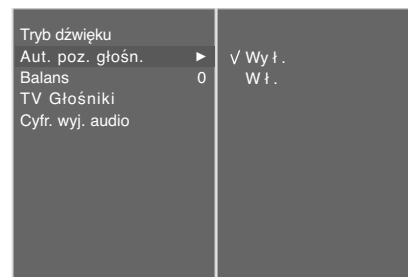 Tryb dźwięku
Aut. poz. głośn. ►
Balans 0
TV Głośniki
Cyfr. wyj. audio
√ Wył.
Wł.